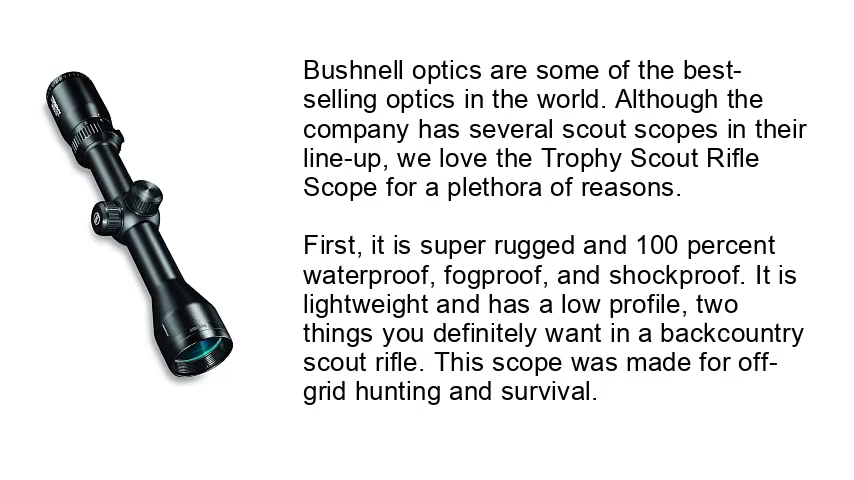 Bushnell optics are some of the best-
selling optics in the world. Although the
company has several scout scopes in their
line-up, we love the Trophy Scout Rifle
Scope for a plethora of reasons.
First, it is super rugged and 100 percent
waterproof, fogproof, and shockproof. It is
lightweight and has a low profile, two
things you definitely want in a backcountry
scout rifle. This scope was made for off-
grid hunting and survival.